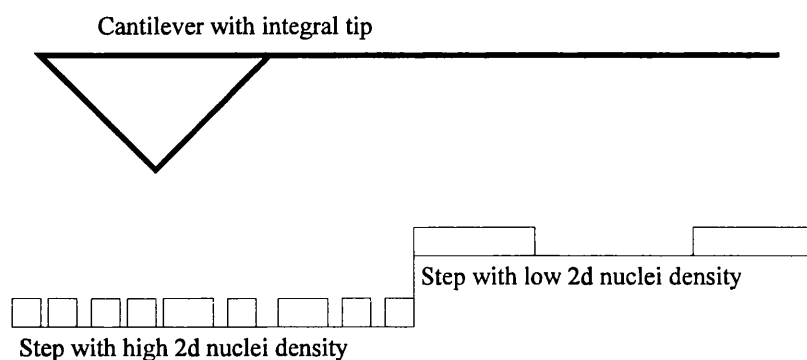 Cantilever with integral tip
Step with low 2d nuclei density
Step with high 2d nuclei density